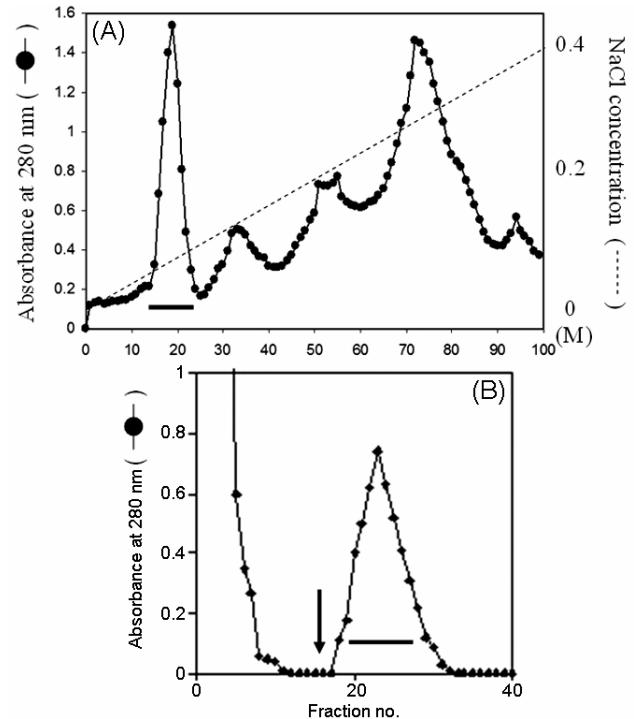 (A)
1.6
1.4
1.2
1
0.8
0.6
0.4
0.2
0
Absorbance at 280 nm ( )
0.4
0.2
0
(M)
NaCl concentration ( ------ )
0 10 20 30 40 50 60 70 80 90 100
(B)
1
0.8
0.6
0.4
0.2
0
Absorbance at 280 nm ( )
0 20 40
Fraction no.